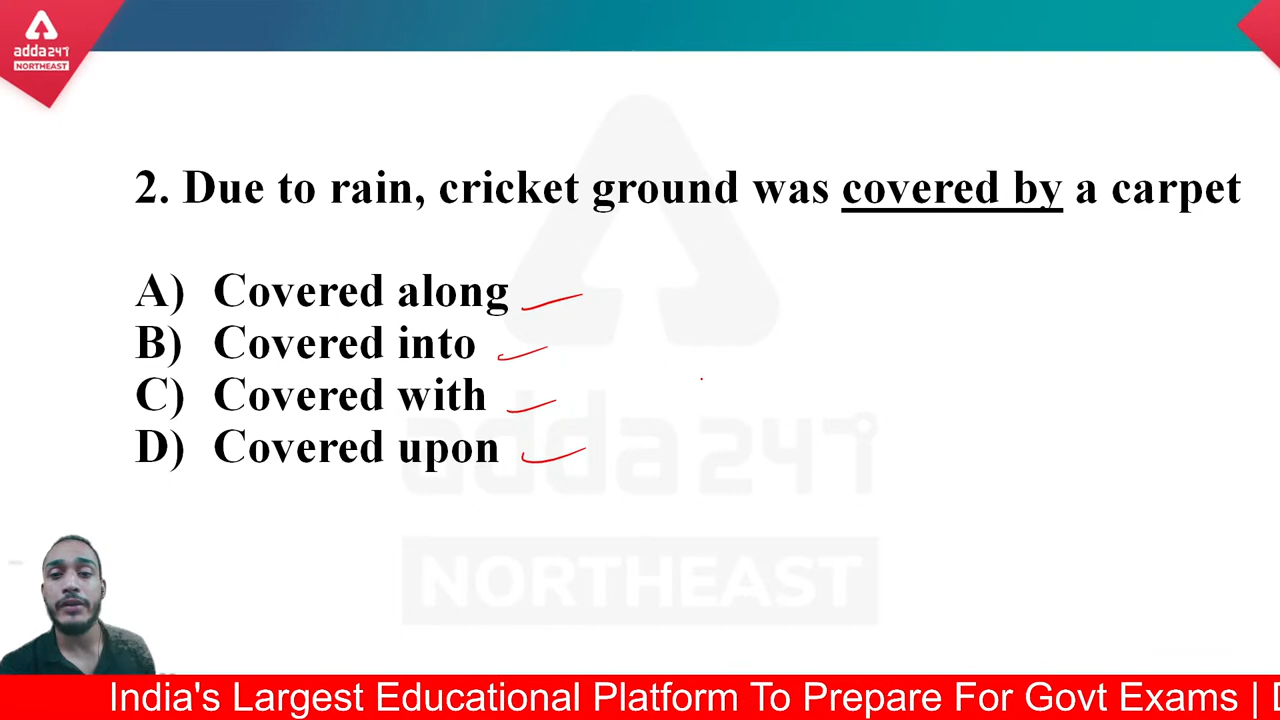 adda247
NORTHEAST
2. Due to rain, cricket ground was covered by a carpet
A) Covered along
B) Covered into
C) Covered with
D) Covered upon
adda247
NORTHEAST
India's Largest Educational Platform To Prepare For Govt Exams |